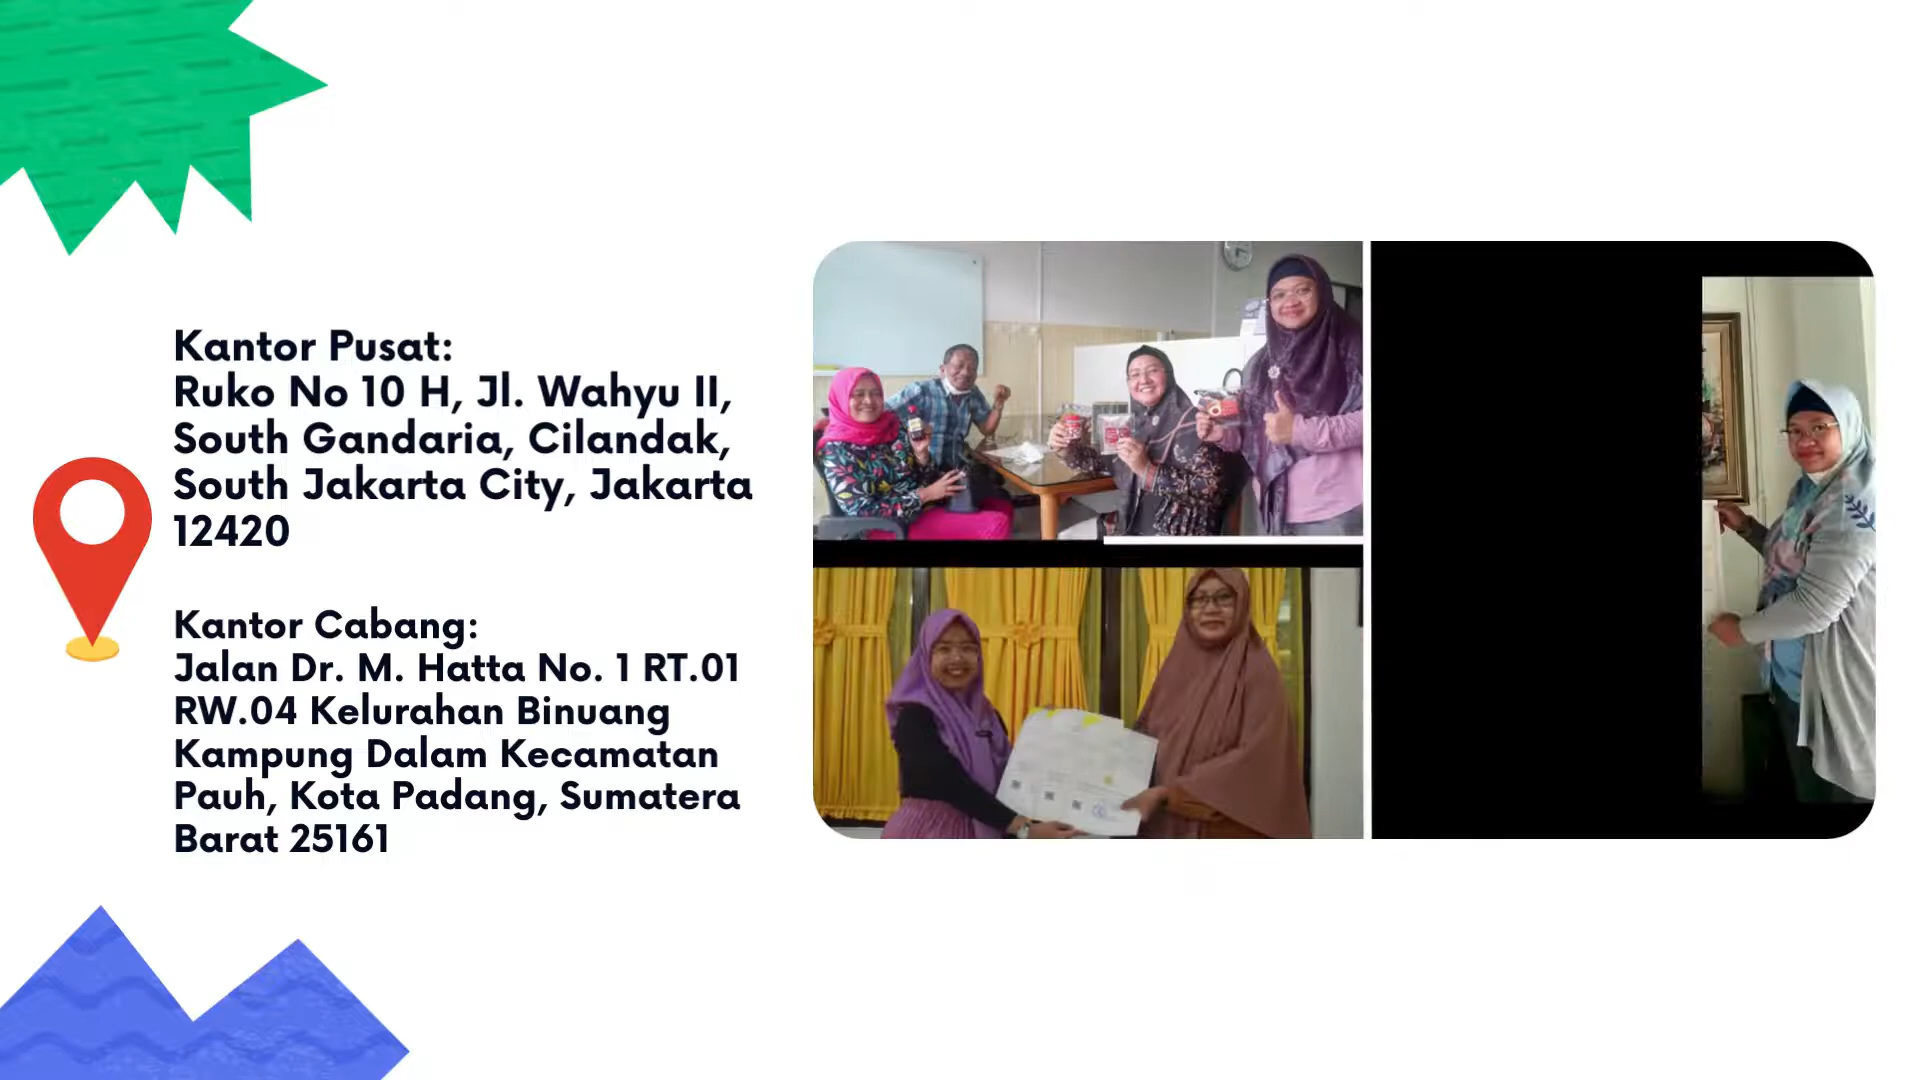 Kantor Pusat:
Ruko No 10 H, Jl. Wahyu II,
South Gandaria, Cilandak,
South Jakarta City, Jakarta
12420
Kantor Cabang:
Jalan Dr. M. Hatta No. 1 RT.01
RW.04 Kelurahan Binuang
Kampung Dalam Kecamatan
Pauh, Kota Padang, Sumatera
Barat 25161